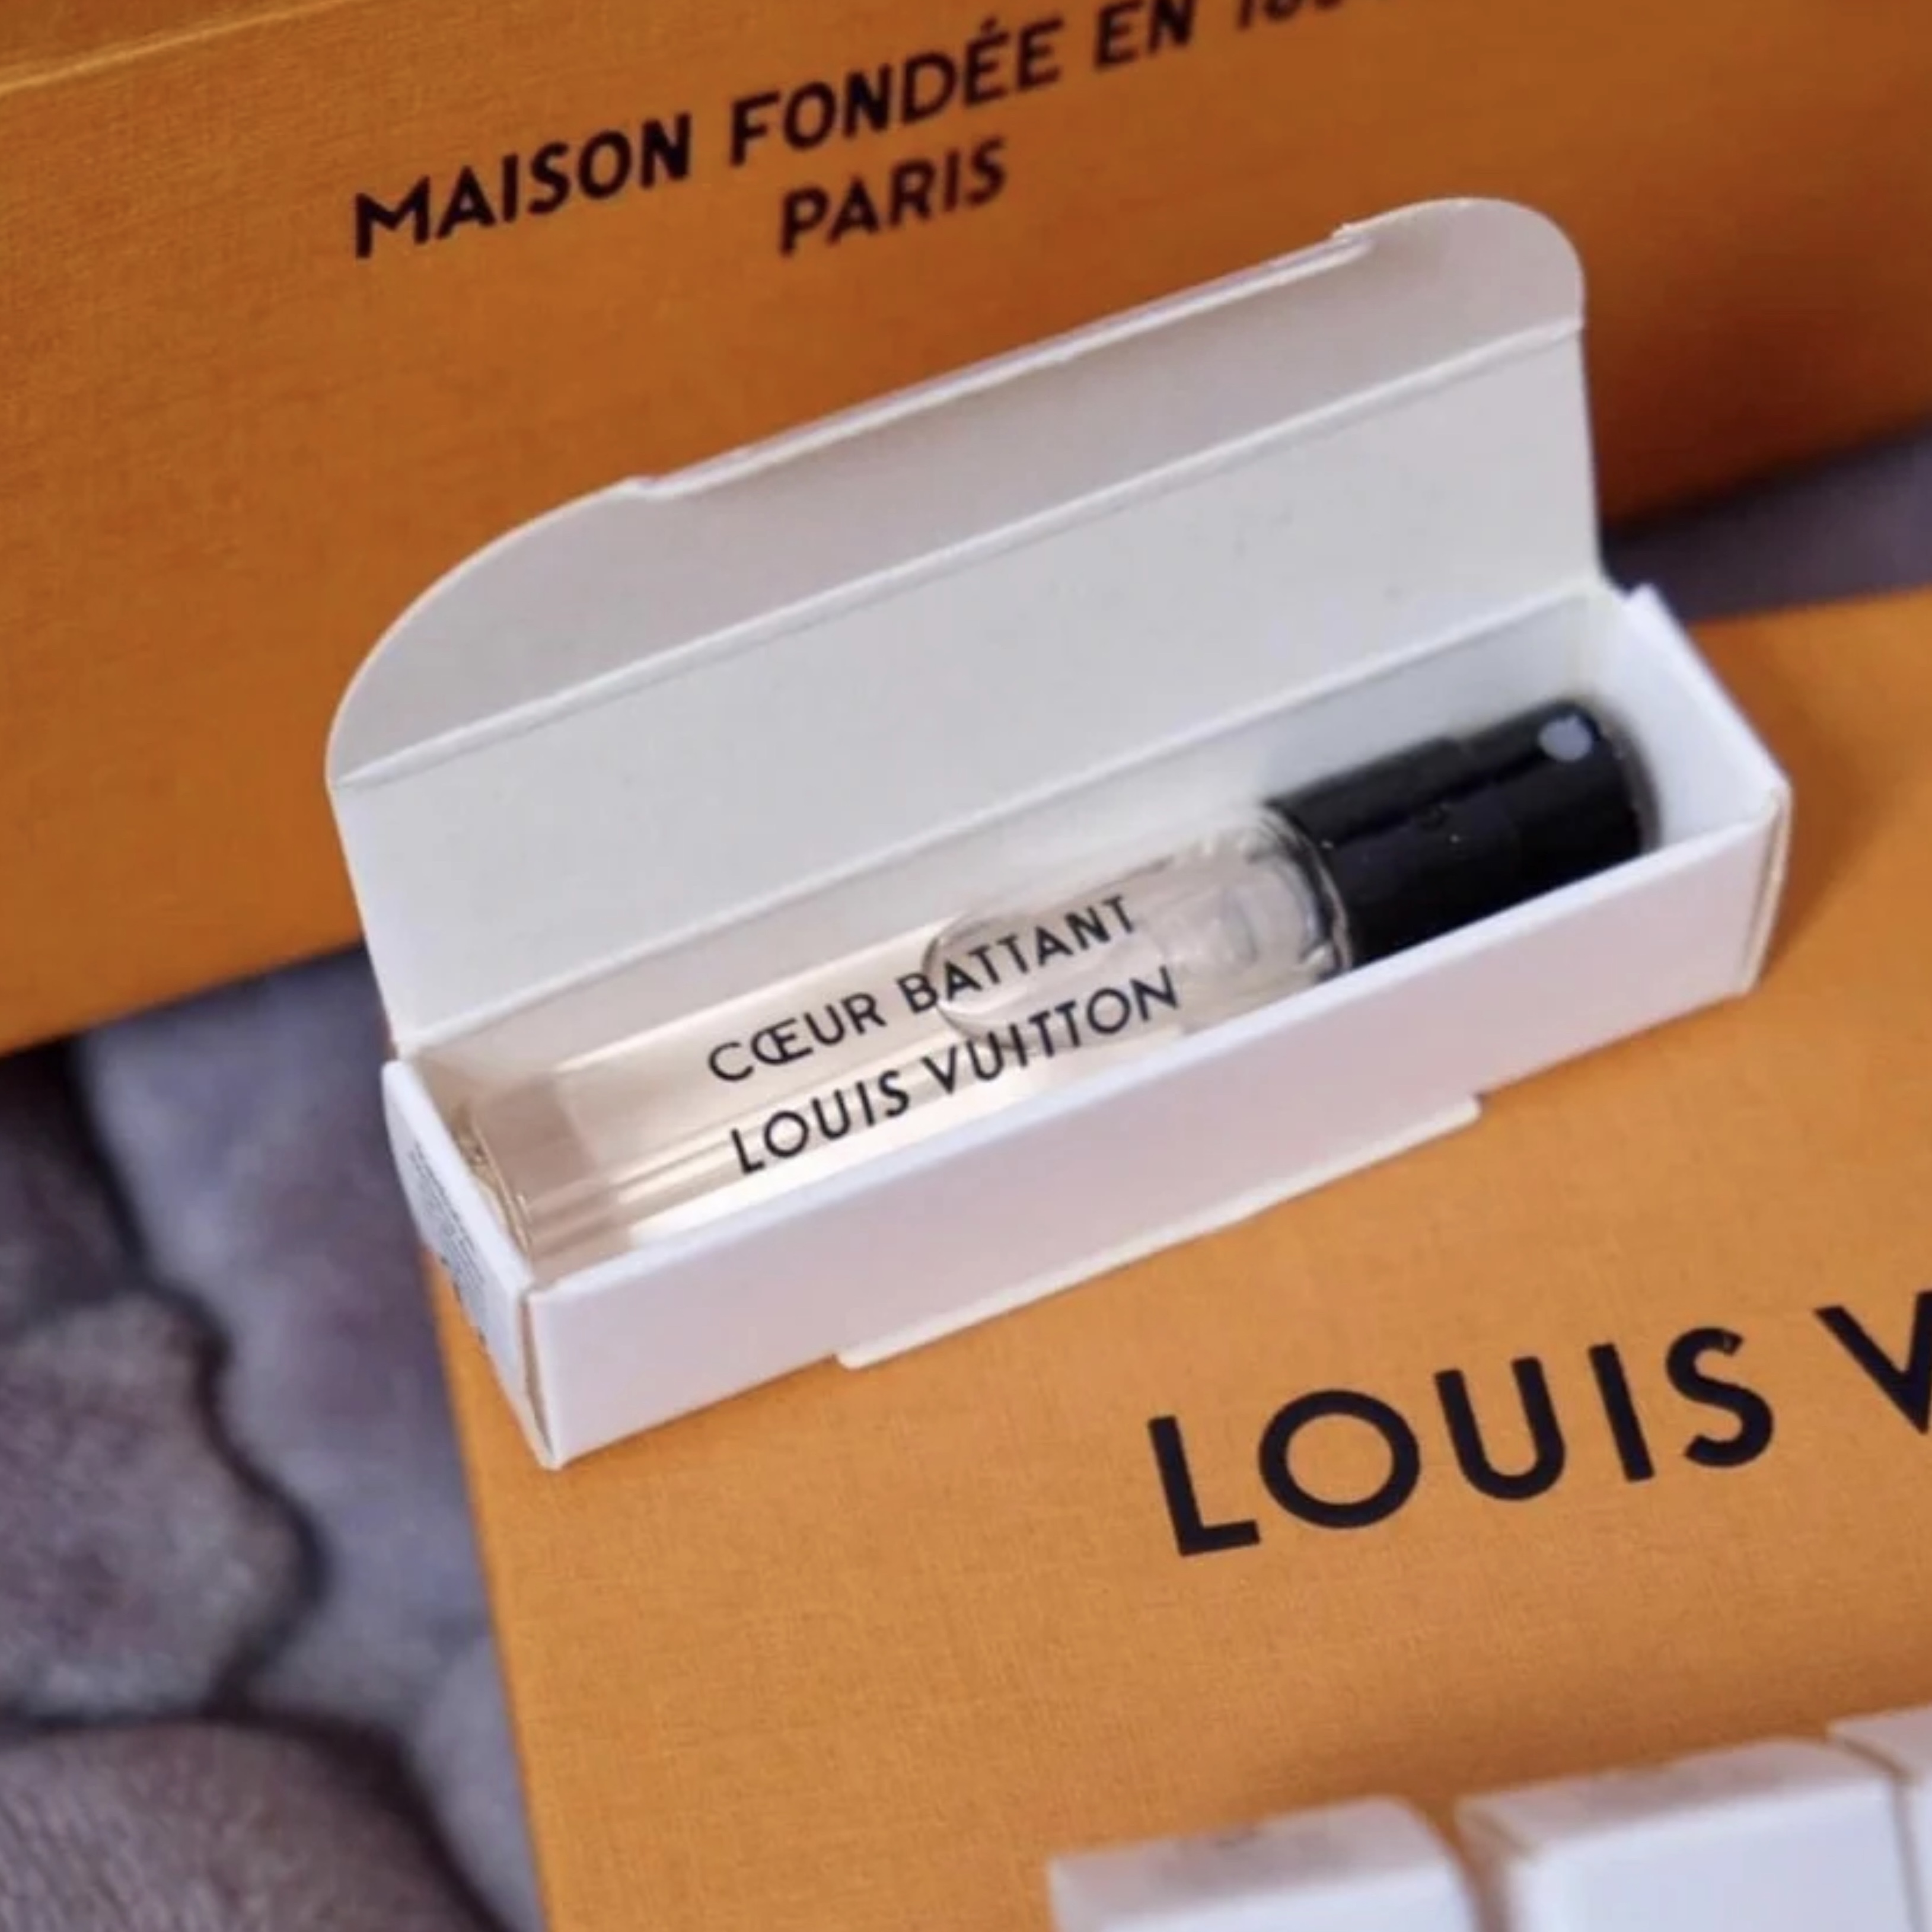 MAISON FONDÉE EN
PARIS
CŒUR BATTANT
LOUIS VUITTON
LOUIS V